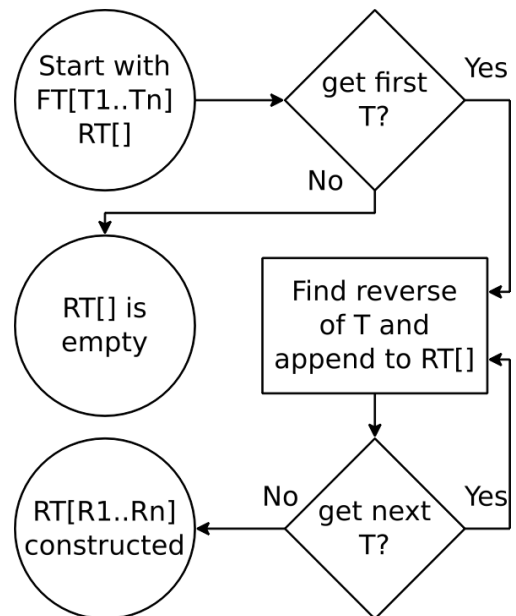 Start with
FT[T1..Tn]
RT[]
get first
T?
Yes
No
RT[] is
empty
Find reverse
of T and
append to RT[]
No
get next
T?
Yes
RT[R1..Rn]
constructed